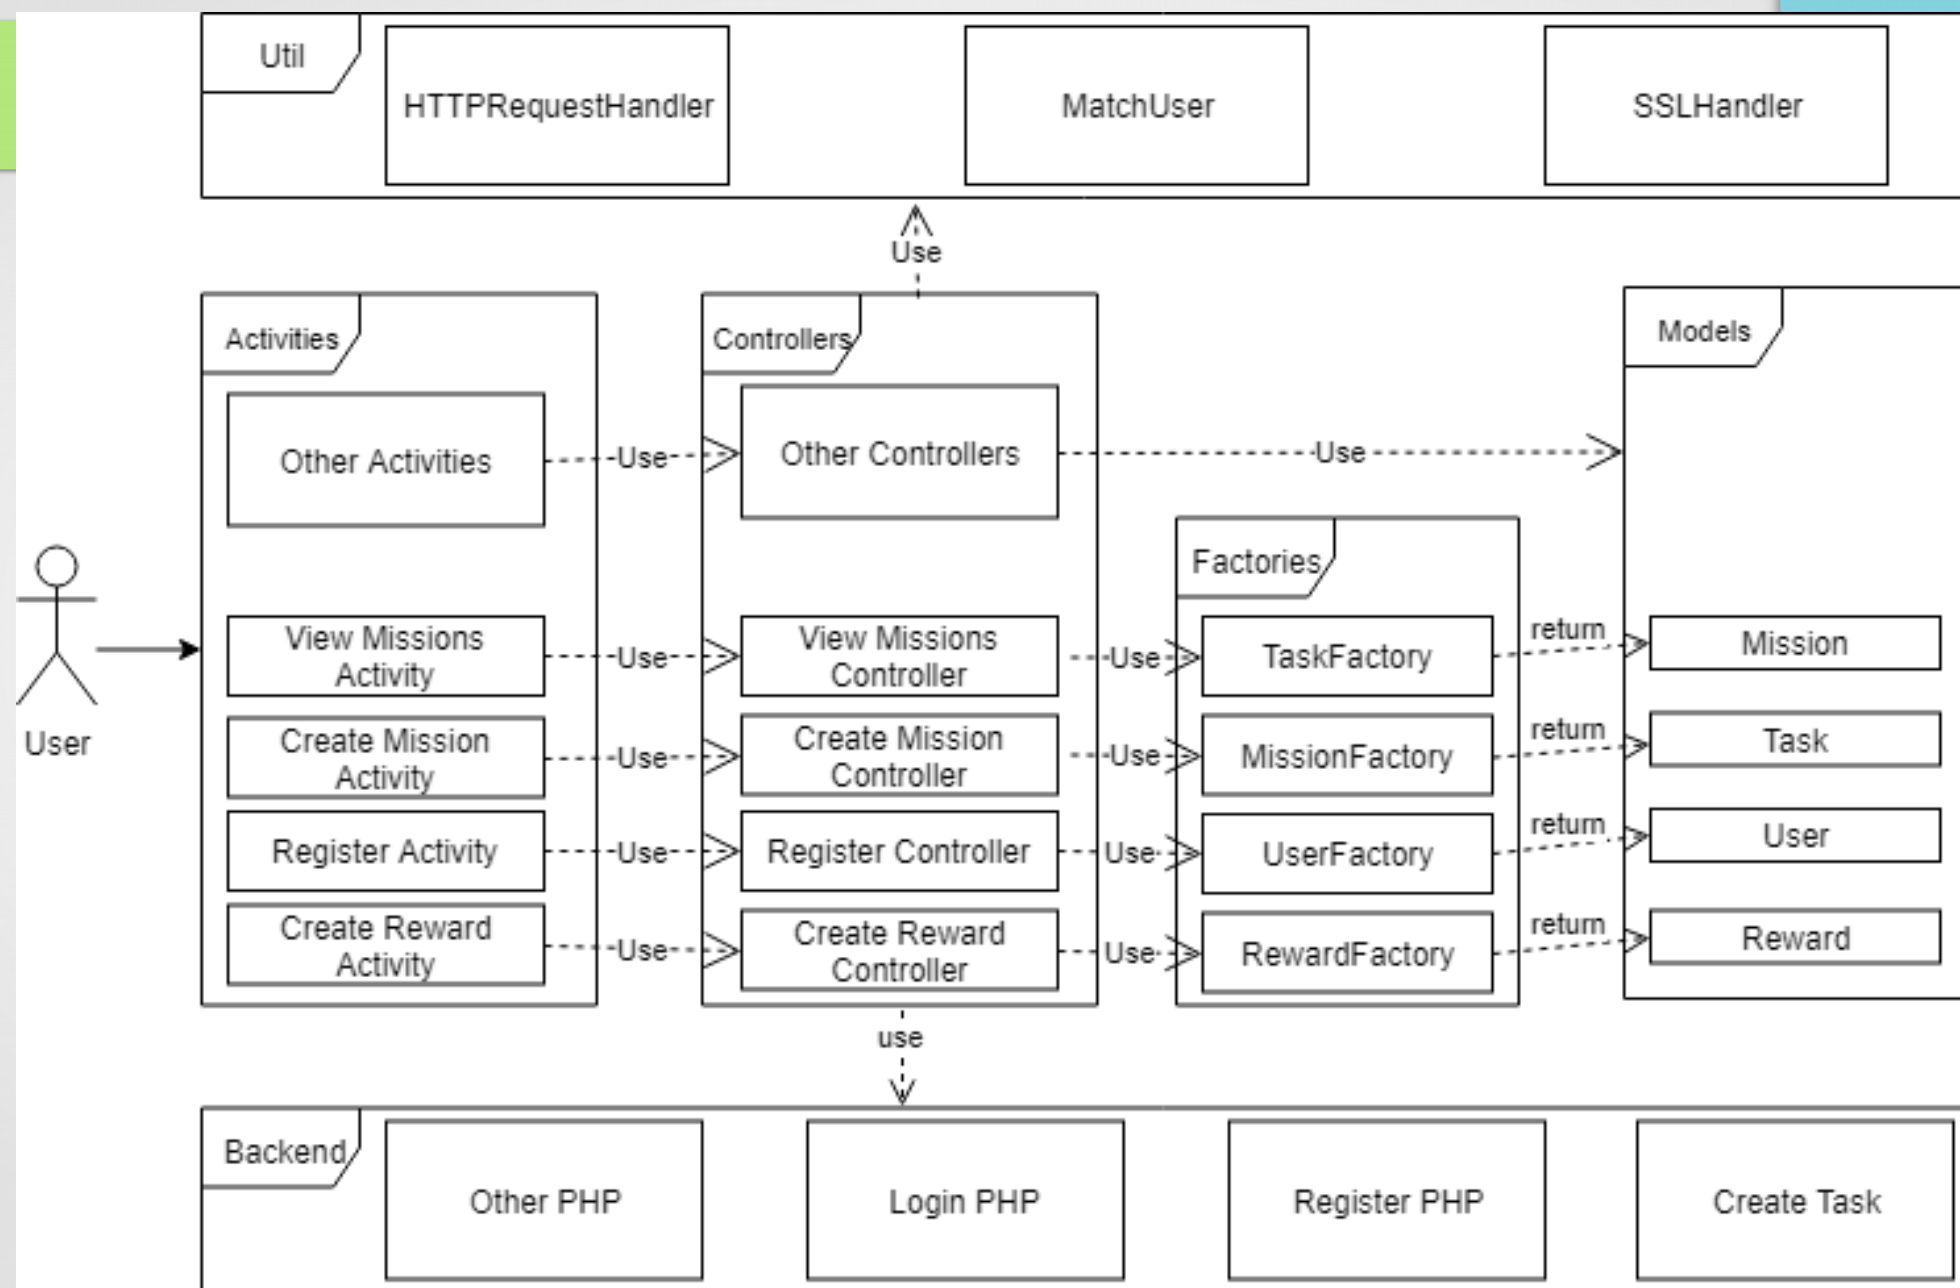 Util
HTTPRequestHandler
MatchUser
SSLHandler
Use
Activities
Controllers
Models
Other Activities
Use
Other Controllers
Use
Factories
User
View Missions
Activity
Use
View Missions
Controller
Use
TaskFactory
return
Mission
Create Mission
Activity
Use
Create Mission
Controller
Use
MissionFactory
return
Task
Register Activity
Use
Register Controller
Use
UserFactory
return
User
Create Reward
Activity
Use
Create Reward
Controller
Use
RewardFactory
return
Reward
use
Backend
Other PHP
Login PHP
Register PHP
Create Task